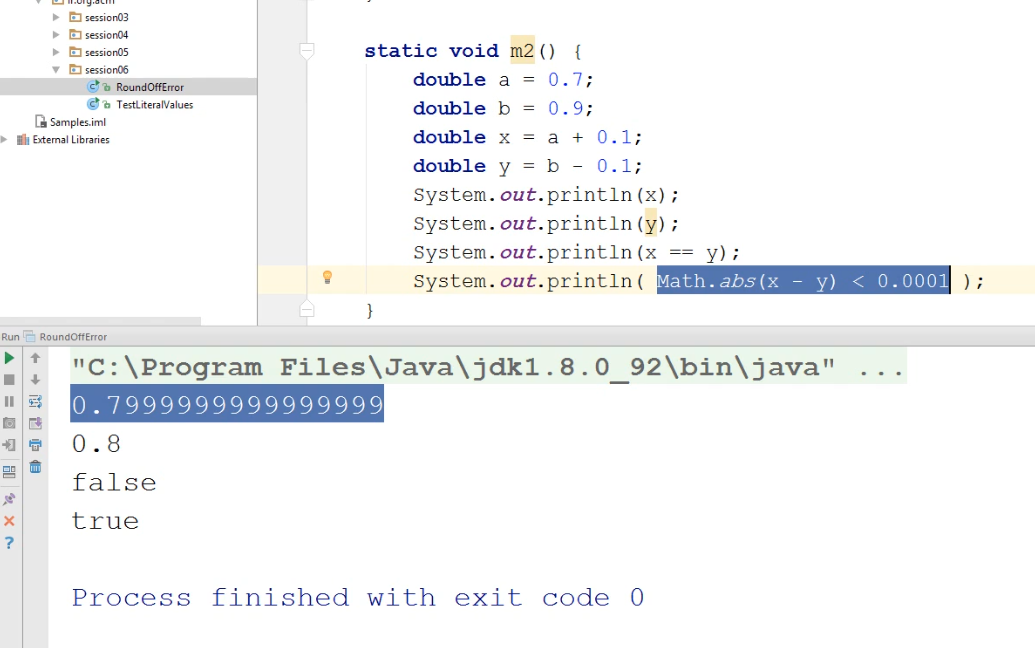 ir.org.acm
session03
session04
session05
session06
RoundOffError
TestLiteralValues
Samples.iml
External Libraries
static void m2() {
double a = 0.7;
double b = 0.9;
double x = a + 0.1;
double y = b - 0.1;
System.out.println(x);
System.out.println(y);
System.out.println(x == y);
System.out.println( Math.abs(x - y) < 0.0001 );
}
Run RoundOffError
"C:\Program Files\Java\jdk1.8.0_92\bin\java" ...
0.7999999999999999
0.8
false
true
Process finished with exit code 0